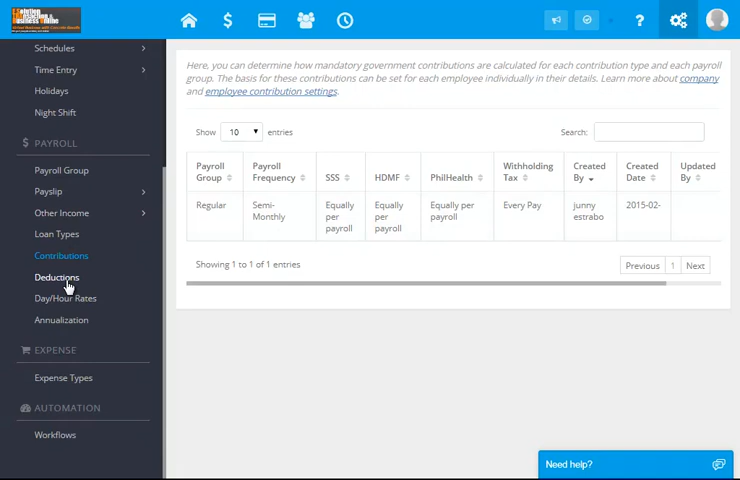 ESolution
TRAnsaction &
Business Online
Schedules
Time Entry
Holidays
Night Shift
$ PAYROLL
Payroll Group
Payslip
Other Income
Loan Types
Contributions
Deductions
Day/Hour Rates
Annualization
EXPENSE
Expense Types
AUTOMATION
Workflows
Here, you can determine how mandatory government contributions are calculated for each contribution type and each payroll
group. The basis for these contributions can be set for each employee individually in their details. Learn more about company
and employee contribution settings.
Show 10 entries
Search:
Payroll Group Payroll Frequency SSS HDMF PhilHealth Withholding Tax Created By Created Date Updated By
Regular Semi-Monthly Equally per payroll Equally per payroll Equally per payroll Every Pay junny estrabo 2015-02-
Showing 1 to 1 of 1 entries
Previous 1 Next
Need help?